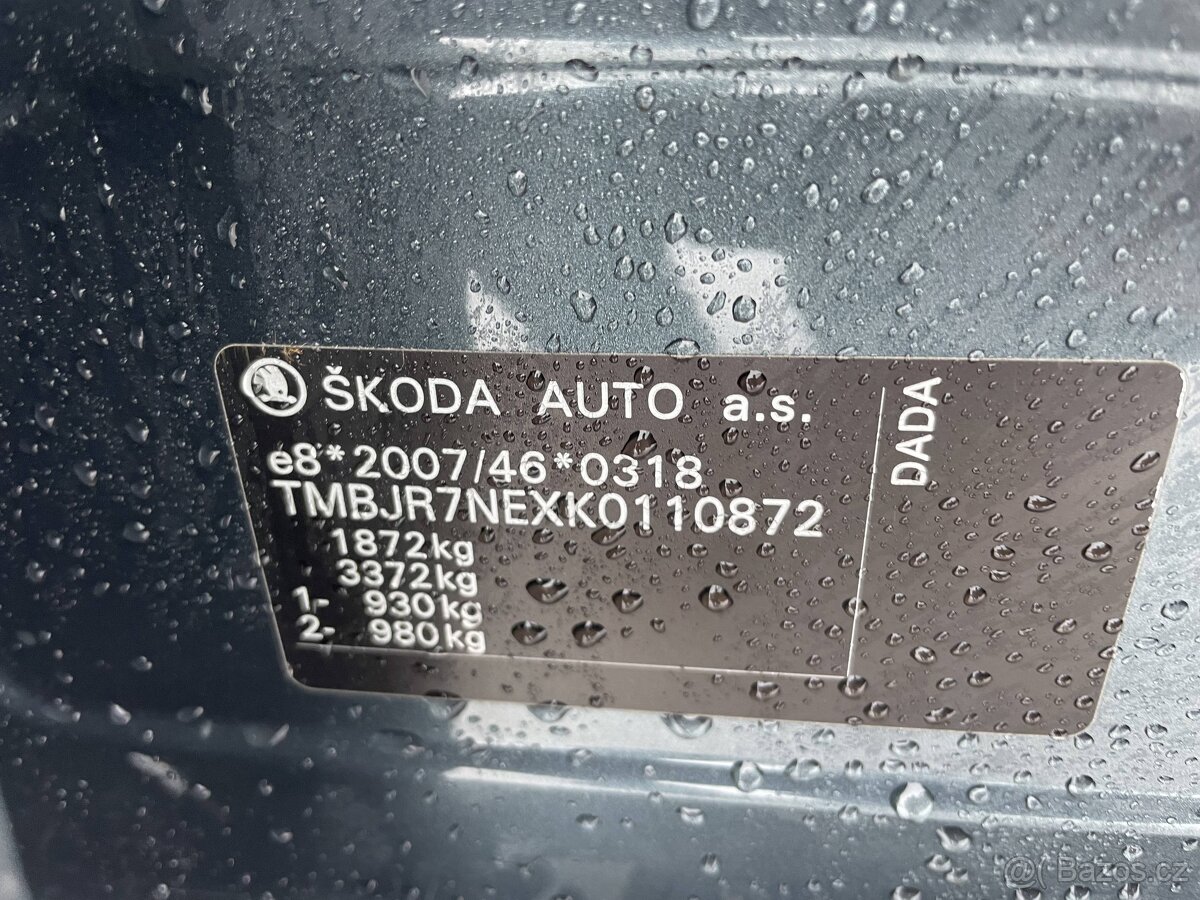 ŠKODA AUTO a.s.
e8*2007/46*0318
TMBJR7NEXK0110872
1872kg
3372kg
1- 930kg
2- 980kg
DADA
@ Bazos.cz